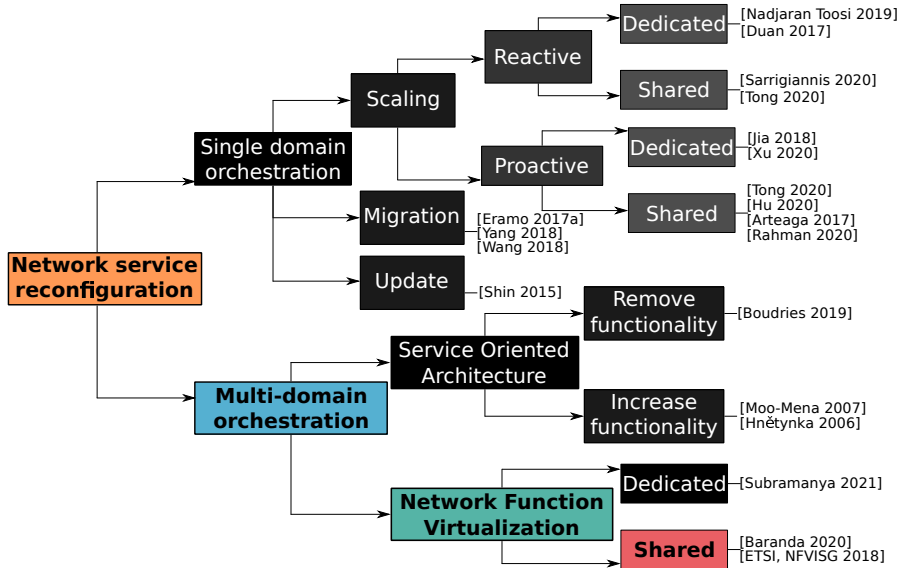 Network service
reconfiguration
Single domain
orchestration
Scaling
Reactive
Dedicated
[Nadjaran Toosi 2019]
[Duan 2017]
Shared
[Sarrigiannis 2020]
[Tong 2020]
Proactive
Dedicated
[Jia 2018]
[Xu 2020]
Shared
[Tong 2020]
[Hu 2020]
[Arteaga 2017]
[Rahman 2020]
Migration
[Eramo 2017a]
[Yang 2018]
[Wang 2018]
Update
[Shin 2015]
Multi-domain
orchestration
Service Oriented
Architecture
Remove
functionality
[Boudries 2019]
Increase
functionality
[Moo-Mena 2007]
[Hnětynka 2006]
Network Function
Virtualization
Dedicated
[Subramanya 2021]
Shared
[Baranda 2020]
[ETSI, NFVISG 2018]